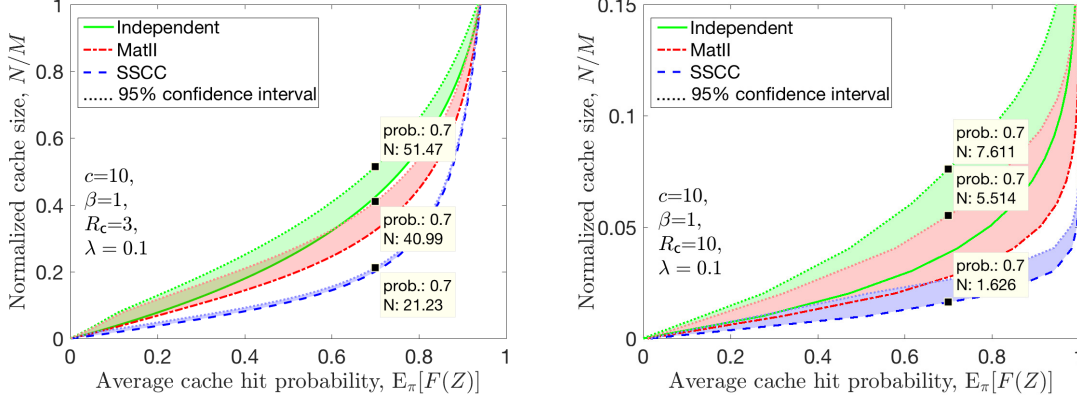 Normalized cache size, N/M
1
0.8
0.6
0.4
0.2
0
Independent
MatII
SSCC
95% confidence interval
c=10,
β=1,
R_c=3,
λ = 0.1
prob.: 0.7
N: 51.47
prob.: 0.7
N: 40.99
prob.: 0.7
N: 21.23
0 0.2 0.4 0.6 0.8 1
Average cache hit probability, E_π[F(Z)]
Normalized cache size, N/M
0.15
0.1
0.05
0
Independent
MatII
SSCC
95% confidence interval
c=10,
β=1,
R_c=10,
λ = 0.1
prob.: 0.7
N: 7.611
prob.: 0.7
N: 5.514
prob.: 0.7
N: 1.626
0 0.2 0.4 0.6 0.8 1
Average cache hit probability, E_π[F(Z)]